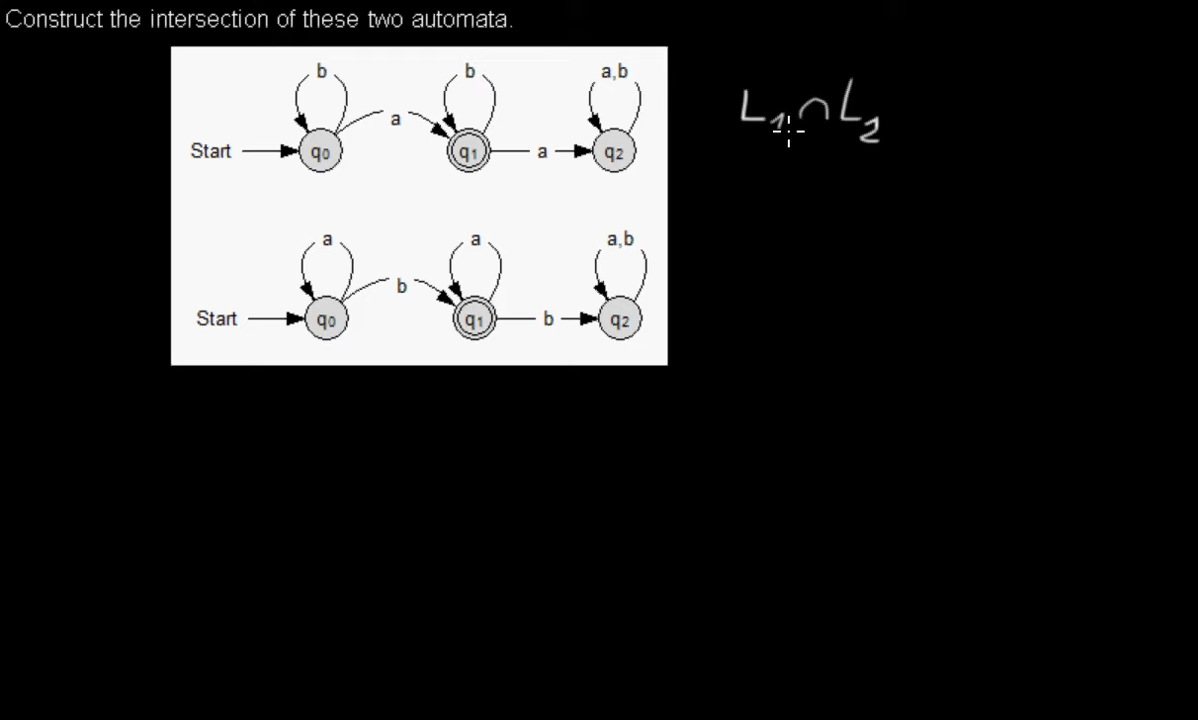 Construct the intersection of these two automata.
b b a,b
a
Start q0 q1 a q2
L1∩L2
a a a,b
b
Start q0 q1 b q2